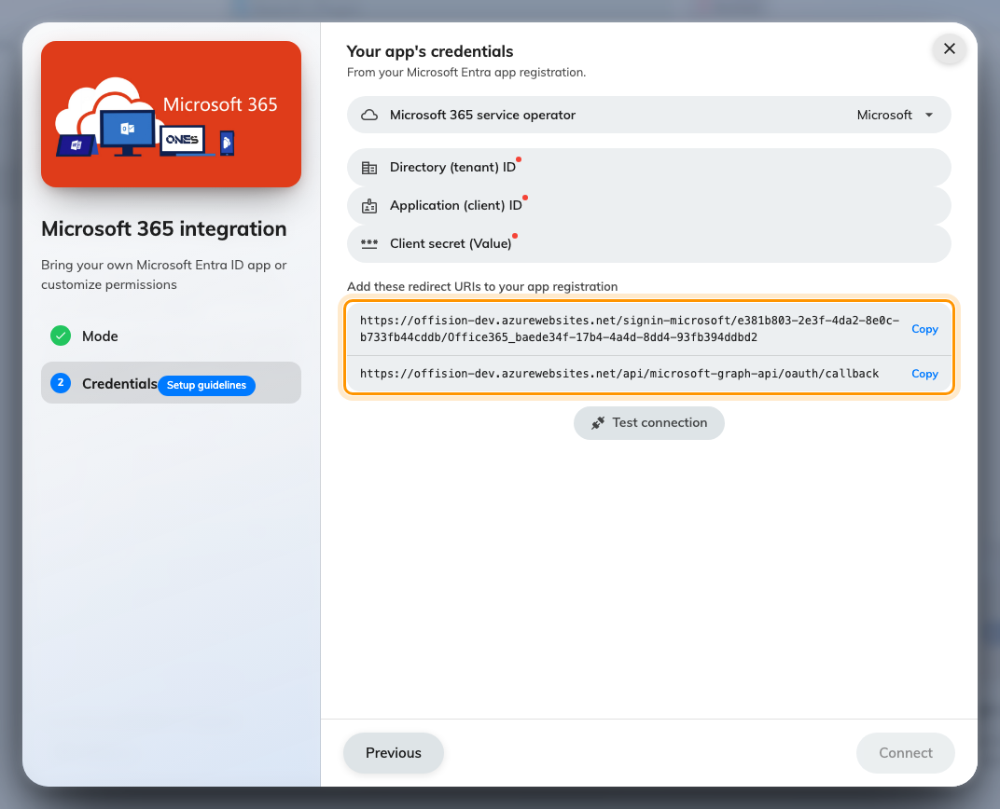 Microsoft 365
ONES
Microsoft 365 integration
Bring your own Microsoft Entra ID app or
customize permissions
Mode
2
Credentials
Setup guidelines
Your app's credentials
From your Microsoft Entra app registration.
Microsoft 365 service operator
Microsoft
Directory (tenant) ID
Application (client) ID
Client secret (Value)
Add these redirect URIs to your app registration
https://offision-dev.azurewebsites.net/signin-microsoft/e381b803-2e3f-4da2-8e0c-
b733fb44cddb/Office365_baede34f-17b4-4a4d-8dd4-93fb394ddbd2
Copy
https://offision-dev.azurewebsites.net/api/microsoft-graph-api/oauth/callback
Copy
Test connection
Previous
Connect